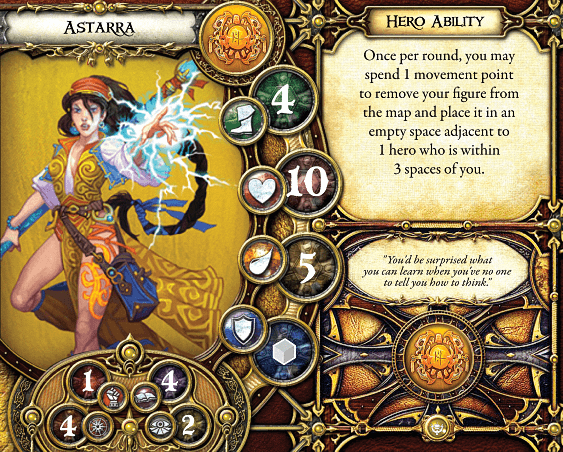 Astarra
Hero Ability
4
10
5
1
4
4
2
Once per round, you may
spend 1 movement point
to remove your figure from
the map and place it in an
empty space adjacent to
1 hero who is within
3 spaces of you.
"You'd be surprised what
you can learn when you've no one
to tell you how to think."